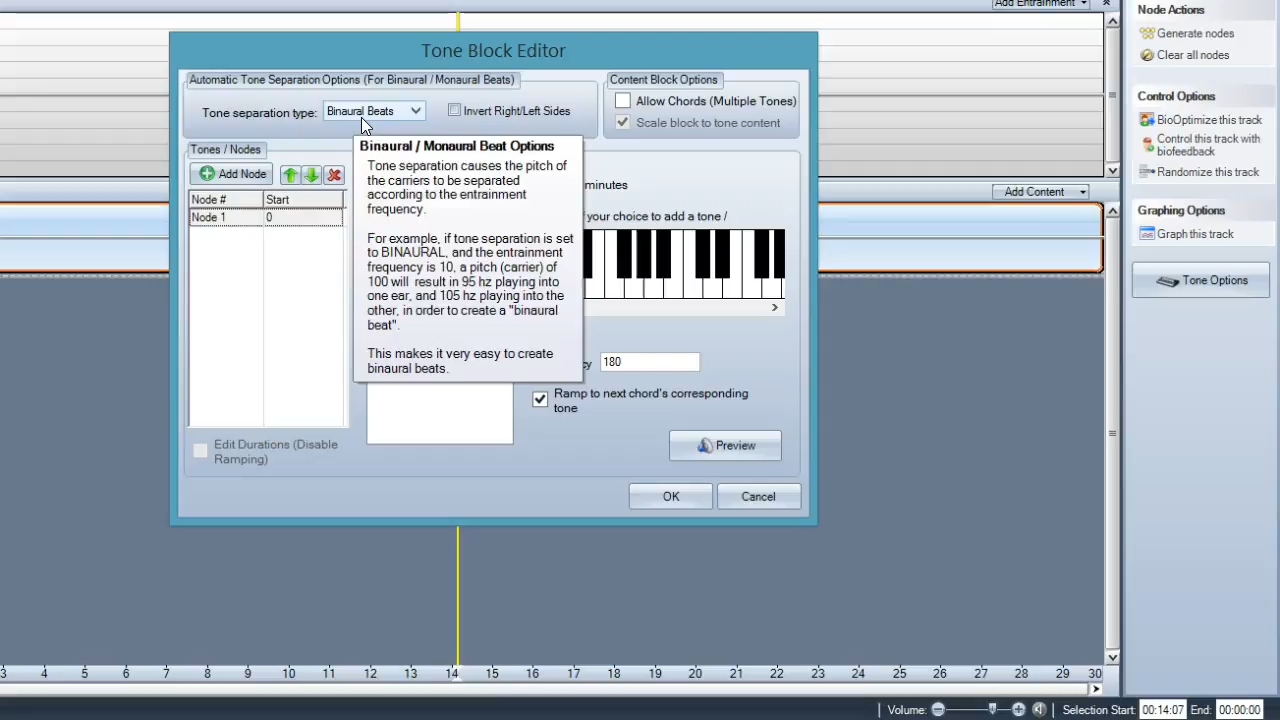 Add Entrainment
Node Actions
Generate nodes
Clear all nodes
Control Options
BioOptimize this track
Control this track with
biofeedback
Randomize this track
Graphing Options
Graph this track
Tone Options
Add Content
Tone Block Editor
Automatic Tone Separation Options (For Binaural / Monaural Beats)
Tone separation type: Binaural Beats
Invert Right/Left Sides
Content Block Options
Allow Chords (Multiple Tones)
Scale block to tone content
Tones / Nodes
Add Node
Node # Start
Node 1 0
Binaural / Monaural Beat Options
Tone separation causes the pitch of
the carriers to be separated
according to the entrainment
frequency.
For example, if tone separation is set
to BINAURAL, and the entrainment
frequency is 10, a pitch (carrier) of
100 will result in 95 hz playing into
one ear, and 105 hz playing into the
other, in order to create a "binaural
beat".
This makes it very easy to create
binaural beats.
minutes
your choice to add a tone /
180
Ramp to next chord's corresponding
tone
Edit Durations (Disable
Ramping)
Preview
OK
Cancel
3 4 5 6 7 8 9 10 11 12 13 14 15 16 17 18 19 20 21 22 23 24 25 26 27 28 29 30
Volume:
Selection Start: 00:14:07 End: 00:00:00